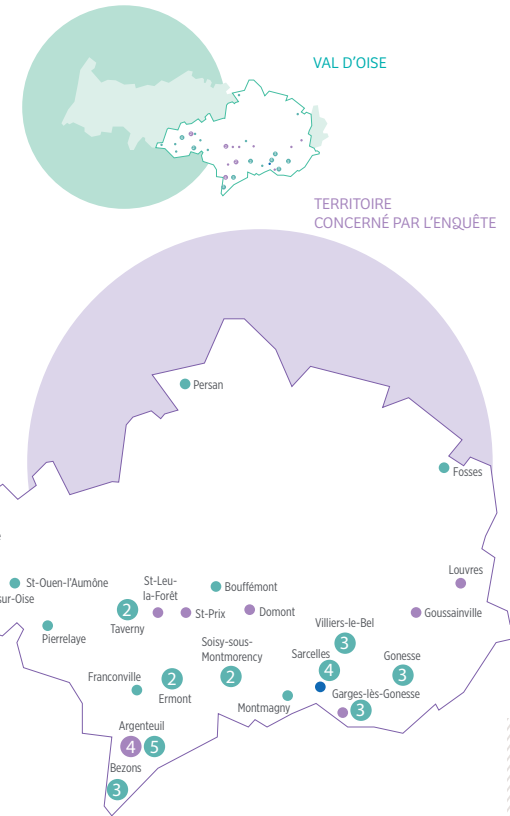 VAL D'OISE
TERRITOIRE
CONCERNÉ PAR L'ENQUÊTE
Persan
Fosses
e
St-Ouen-l'Aumône
sur-Oise
Pierrelaye
2
Taverny
St-Leu-
la-Forêt
St-Prix
Bouffémont
Domont
Louvres
Goussainville
Villiers-le-Bel
3
Soisy-sous-
Montmorency
2
Sarcelles
4
Gonesse
3
Franconville
2
Ermont
Montmagny
Garges-lès-Gonesse
3
Argenteuil
4
5
Bezons
3